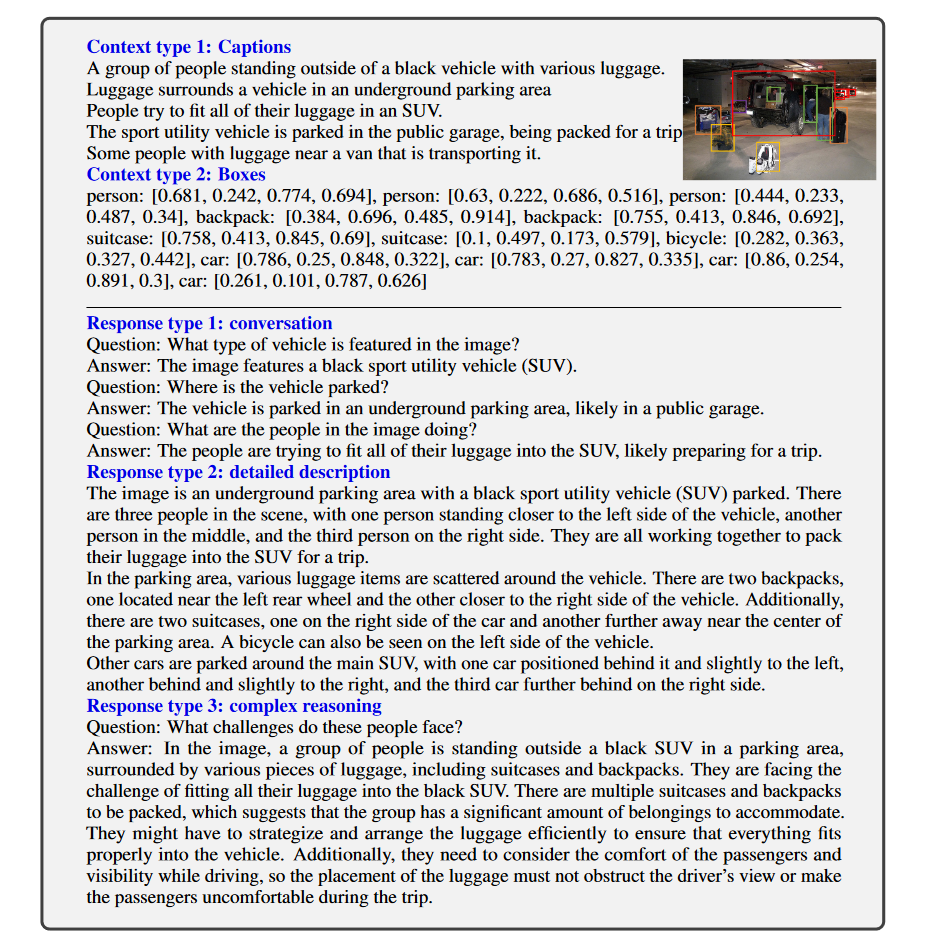 Context type 1: Captions
A group of people standing outside of a black vehicle with various luggage.
Luggage surrounds a vehicle in an underground parking area
People try to fit all of their luggage in an SUV.
The sport utility vehicle is parked in the public garage, being packed for a trip
Some people with luggage near a van that is transporting it.
Context type 2: Boxes
person: [0.681, 0.242, 0.774, 0.694], person: [0.63, 0.222, 0.686, 0.516], person: [0.444, 0.233,
0.487, 0.34], backpack: [0.384, 0.696, 0.485, 0.914], backpack: [0.755, 0.413, 0.846, 0.692],
suitcase: [0.758, 0.413, 0.845, 0.69], suitcase: [0.1, 0.497, 0.173, 0.579], bicycle: [0.282, 0.363,
0.327, 0.442], car: [0.786, 0.25, 0.848, 0.322], car: [0.783, 0.27, 0.827, 0.335], car: [0.86, 0.254,
0.891, 0.3], car: [0.261, 0.101, 0.787, 0.626]
Response type 1: conversation
Question: What type of vehicle is featured in the image?
Answer: The image features a black sport utility vehicle (SUV).
Question: Where is the vehicle parked?
Answer: The vehicle is parked in an underground parking area, likely in a public garage.
Question: What are the people in the image doing?
Answer: The people are trying to fit all of their luggage into the SUV, likely preparing for a trip.
Response type 2: detailed description
The image is an underground parking area with a black sport utility vehicle (SUV) parked. There
are three people in the scene, with one person standing closer to the left side of the vehicle, another
person in the middle, and the third person on the right side. They are all working together to pack
their luggage into the SUV for a trip.
In the parking area, various luggage items are scattered around the vehicle. There are two backpacks,
one located near the left rear wheel and the other closer to the right side of the vehicle. Additionally,
there are two suitcases, one on the right side of the car and another further away near the center of
the parking area. A bicycle can also be seen on the left side of the vehicle.
Other cars are parked around the main SUV, with one car positioned behind it and slightly to the left,
another behind and slightly to the right, and the third car further behind on the right side.
Response type 3: complex reasoning
Question: What challenges do these people face?
Answer: In the image, a group of people is standing outside a black SUV in a parking area,
surrounded by various pieces of luggage, including suitcases and backpacks. They are facing the
challenge of fitting all their luggage into the black SUV. There are multiple suitcases and backpacks
to be packed, which suggests that the group has a significant amount of belongings to accommodate.
They might have to strategize and arrange the luggage efficiently to ensure that everything fits
properly into the vehicle. Additionally, they need to consider the comfort of the passengers and
visibility while driving, so the placement of the luggage must not obstruct the driver's view or make
the passengers uncomfortable during the trip.